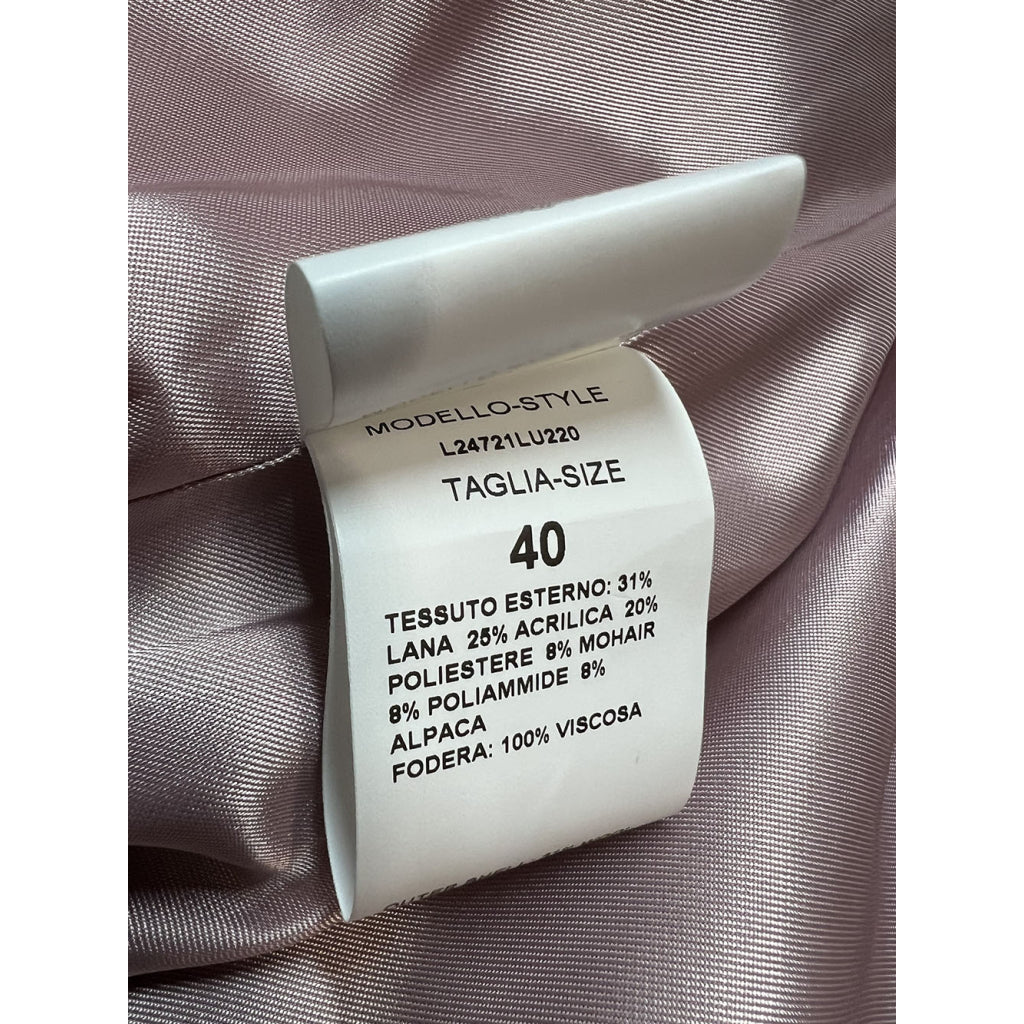 MODELLO-STYLE
L24721LU220
TAGLIA-SIZE
40
TESSUTO ESTERNO: 31%
LANA 25% ACRILICA 20%
POLIESTERE 8% MOHAIR
8% POLIAMMIDE 8%
ALPACA
FODERA: 100% VISCOSA